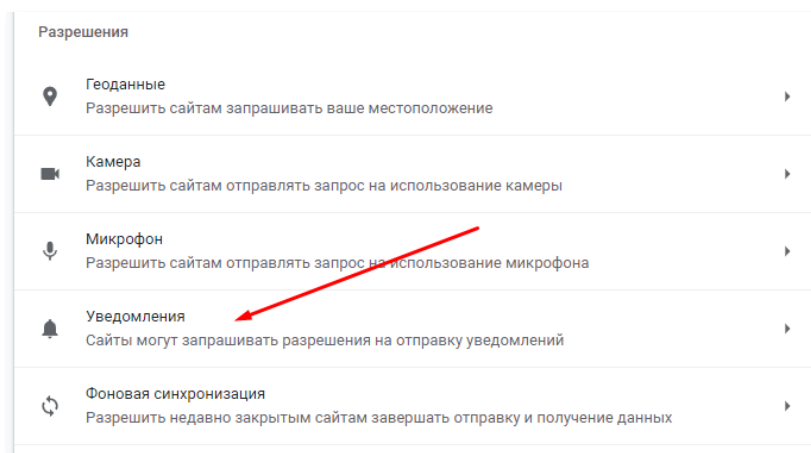 Разрешения
Геоданные
Разрешить сайтам запрашивать ваше местоположение
Камера
Разрешить сайтам отправлять запрос на использование камеры
Микрофон
Разрешить сайтам отправлять запрос на использование микрофона
Уведомления
Сайты могут запрашивать разрешения на отправку уведомлений
Фоновая синхронизация
Разрешить недавно закрытым сайтам завершать отправку и получение данных